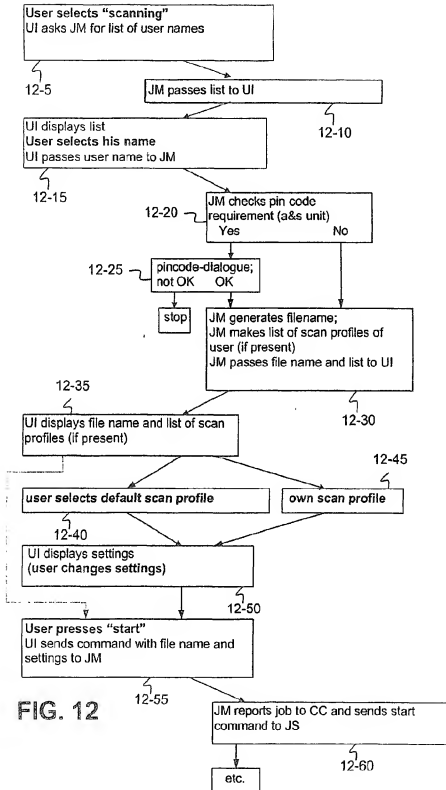 User selects "scanning"
UI asks JM for list of user names
12-5
JM passes list to UI
12-10
UI displays list
User selects his name
UI passes user name to JM
12-15
JM checks pin code
requirement (a&s unit)
Yes No
12-20
pincode-dialogue;
not OK OK
12-25
stop
JM generates filename;
JM makes list of scan profiles of
user (if present)
JM passes file name and list to UI
12-30
12-35
UI displays file name and list of scan
profiles (if present)
12-45
user selects default scan profile
own scan profile
12-40
UI displays settings
(user changes settings)
12-50
User presses "start"
UI sends command with file name and
settings to JM
12-55
FIG. 12
JM reports job to CC and sends start
command to JS
12-60
etc.